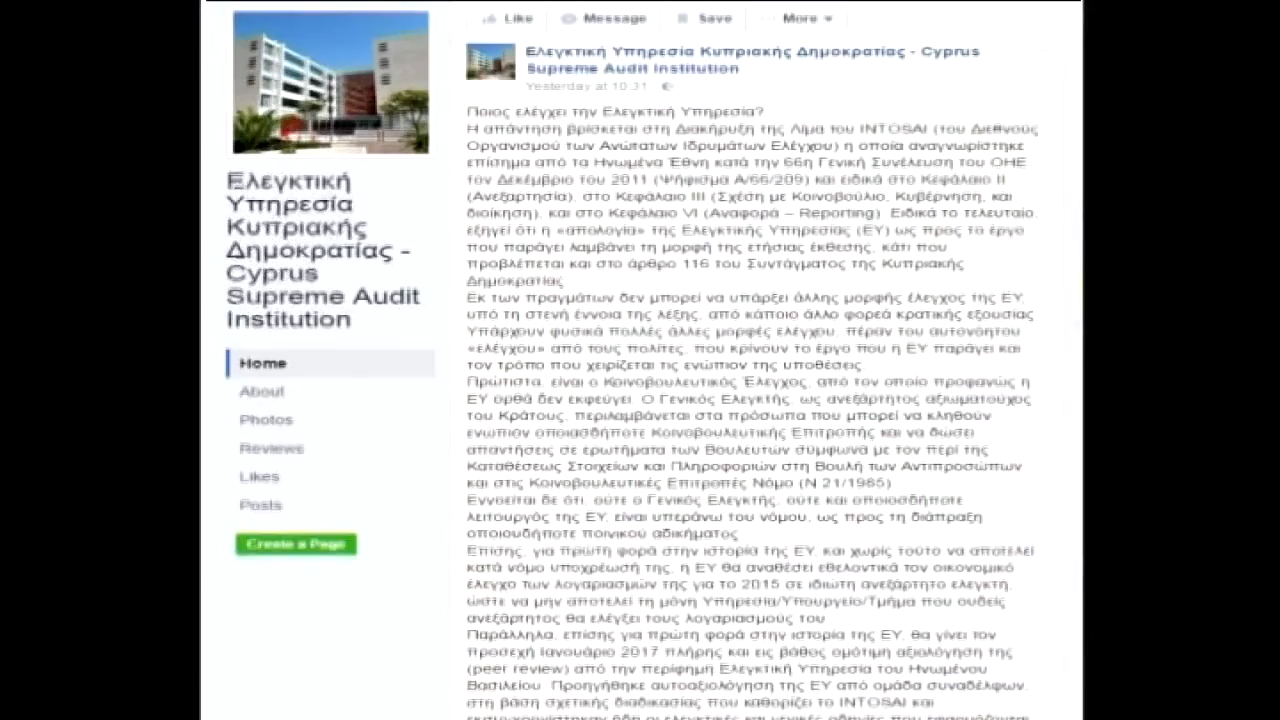 Ελεγκτική
Υπηρεσία
Κυπριακής
Δημοκρατίας -
Cyprus
Supreme Audit
Institution
Home
About
Photos
Reviews
Likes
Posts
Create a Page
Like Message Save More
Ελεγκτική Υπηρεσία Κυπριακής Δημοκρατίας - Cyprus
Supreme Audit Institution
Yesterday at 10:31
Ποιος ελέγχει την Ελεγκτική Υπηρεσία?
Η απάντηση βρίσκεται στη Διακήρυξη της Λίμα του INTOSAI (του Διεθνούς
Οργανισμού των Ανώτατων Ιδρυμάτων Ελέγχου) η οποία αναγνωρίστηκε
επίσημα από τα Ηνωμένα Έθνη κατά την 66η Γενική Συνέλευση του ΟΗΕ
τον Δεκέμβριο του 2011 (Ψήφισμα Α/66/209) και ειδικά στο Κεφάλαιο ΙΙ
(Ανεξαρτησία), στο Κεφάλαιο ΙΙΙ (Σχέση με Κοινοβούλιο, Κυβέρνηση, και
διοίκηση), και στο Κεφάλαιο VI (Αναφορά – Reporting). Ειδικά το τελευταίο,
εξηγεί ότι η «απολογία» της Ελεγκτικής Υπηρεσίας (ΕΥ) ως προς το έργο
που παράγει λαμβάνει τη μορφή της ετήσιας έκθεσης, κάτι που
προβλέπεται και στο άρθρο 116 του Συντάγματος της Κυπριακής
Δημοκρατίας.
Εκ των πραγμάτων δεν μπορεί να υπάρξει άλλης μορφής έλεγχος της ΕΥ,
υπό τη στενή έννοια της λέξης, από κάποιο άλλο φορέα κρατικής εξουσίας.
Υπάρχουν φυσικά πολλές άλλες μορφές ελέγχου, πέραν του αυτονόητου
«ελέγχου» από τους πολίτες, που κρίνουν το έργο που η ΕΥ παράγει και
τον τρόπο που χειρίζεται τις ενώπιον της υποθέσεις.
Πρώτιστα, είναι ο Κοινοβουλευτικός Έλεγχος, από τον οποίο προφανώς η
ΕΥ ορθά δεν εκφεύγει. Ο Γενικός Ελεγκτής, ως ανεξάρτητος αξιωματούχος
του Κράτους, περιλαμβάνεται στα πρόσωπα που μπορεί να κληθούν
ενώπιον οποιασδήποτε Κοινοβουλευτικής Επιτροπής και να δώσει
απαντήσεις σε ερωτήματα των Βουλευτών σύμφωνα με τον περί της
Καταθέσεως Στοιχείων και Πληροφοριών στη Βουλή των Αντιπροσώπων
και στις Κοινοβουλευτικές Επιτροπές Νόμο (Ν.21/1985).
Εννοείται δε ότι, ούτε ο Γενικός Ελεγκτής, ούτε και οποιοσδήποτε
λειτουργός της ΕΥ, είναι υπεράνω του νόμου, ως προς τη διάπραξη
οποιουδήποτε ποινικού αδικήματος.
Επίσης, για πρώτη φορά στην ιστορία της ΕΥ, και χωρίς τούτο να αποτελεί
κατά νόμο υποχρέωσή της, η ΕΥ θα αναθέσει εθελοντικά τον οικονομικό
έλεγχο των λογαριασμών της για το 2015 σε ιδιώτη ανεξάρτητο ελεγκτή,
ώστε να μην αποτελεί τη μόνη Υπηρεσία/Υπουργείο/Τμήμα που ουδείς
ανεξάρτητος θα ελέγξει τους λογαριασμούς του.
Παράλληλα, επίσης για πρώτη φορά στην ιστορία της ΕΥ, θα γίνει τον
προσεχή Ιανουάριο 2017 πλήρης και εις βάθος ομότιμη αξιολόγηση της
(peer review) από την περίφημη Ελεγκτική Υπηρεσία του Ηνωμένου
Βασιλείου. Προηγήθηκε αυτοαξιολόγηση της ΕΥ από ομάδα συναδέλφων,
στη βάση σχετικής διαδικασίας που καθορίζει το INTOSAI και
εκσυγχρονίστηκαν ήδη οι ελεγκτικές και γενικές οδηγίες που εφαρμόζονται